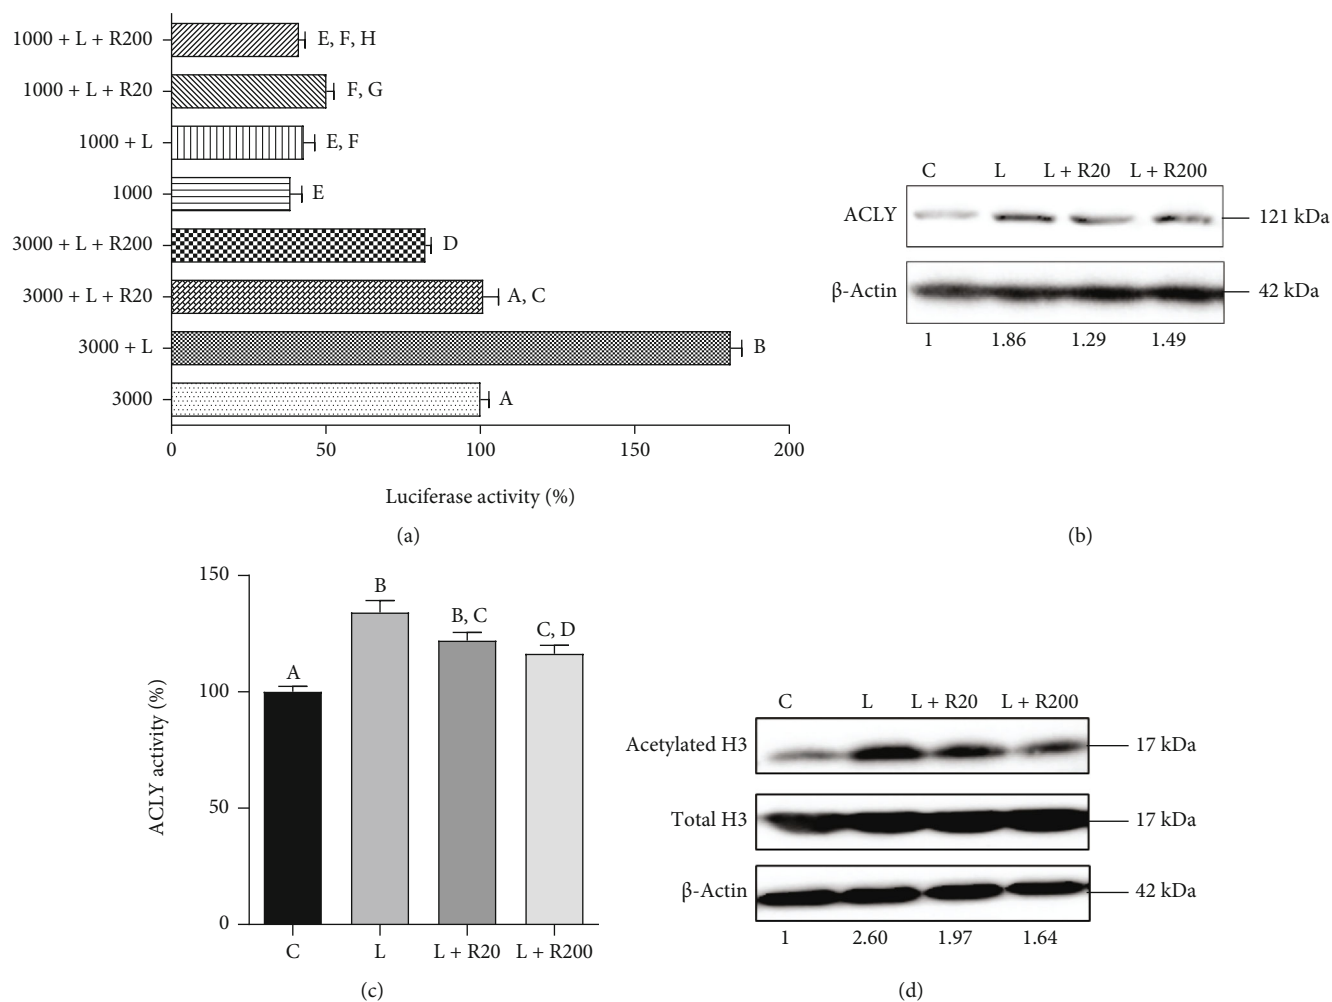 1000 + L + R200
E, F, H
1000 + L + R20
F, G
1000 + L
E, F
1000
E
3000 + L + R200
D
3000 + L + R20
A, C
3000 + L
B
3000
A
0 50 100 150 200
Luciferase activity (%)
(a)
C L L + R20 L + R200
ACLY 121 kDa
β-Actin 42 kDa
1 1.86 1.29 1.49
(b)
150
100
50
0
ACLY activity (%)
A
B
B, C
C, D
C L L + R20 L + R200
(c)
C L L + R20 L + R200
Acetylated H3 17 kDa
Total H3 17 kDa
β-Actin 42 kDa
1 2.60 1.97 1.64
(d)